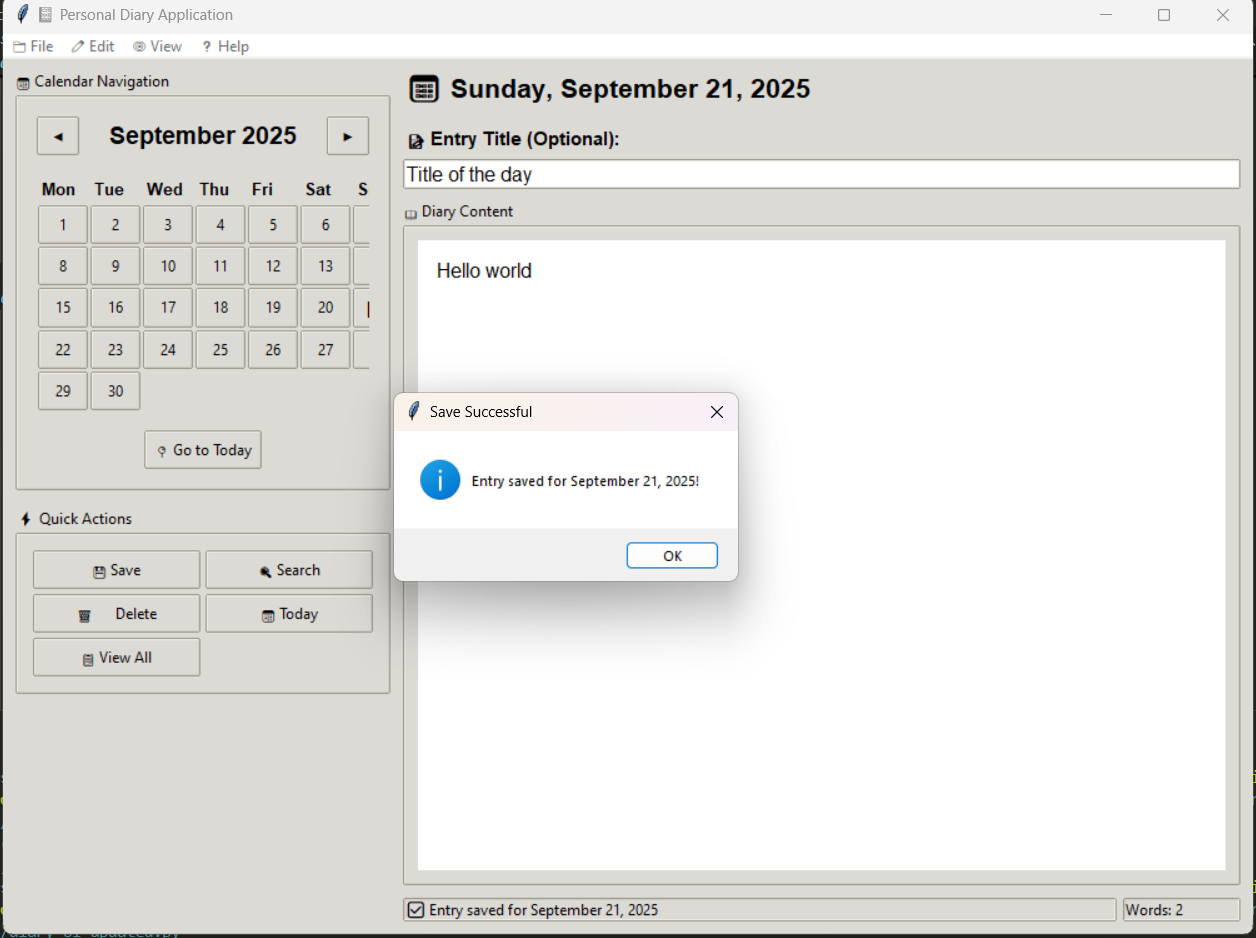 Personal Diary Application
File Edit View ? Help
Calendar Navigation
September 2025
Mon Tue Wed Thu Fri Sat S
1 2 3 4 5 6
8 9 10 11 12 13
15 16 17 18 19 20
22 23 24 25 26 27
29 30
Go to Today
Quick Actions
Save Search
Delete Today
View All
Sunday, September 21, 2025
Entry Title (Optional):
Title of the day
Diary Content
Hello world
Save Successful
Entry saved for September 21, 2025!
OK
Entry saved for September 21, 2025
Words: 2